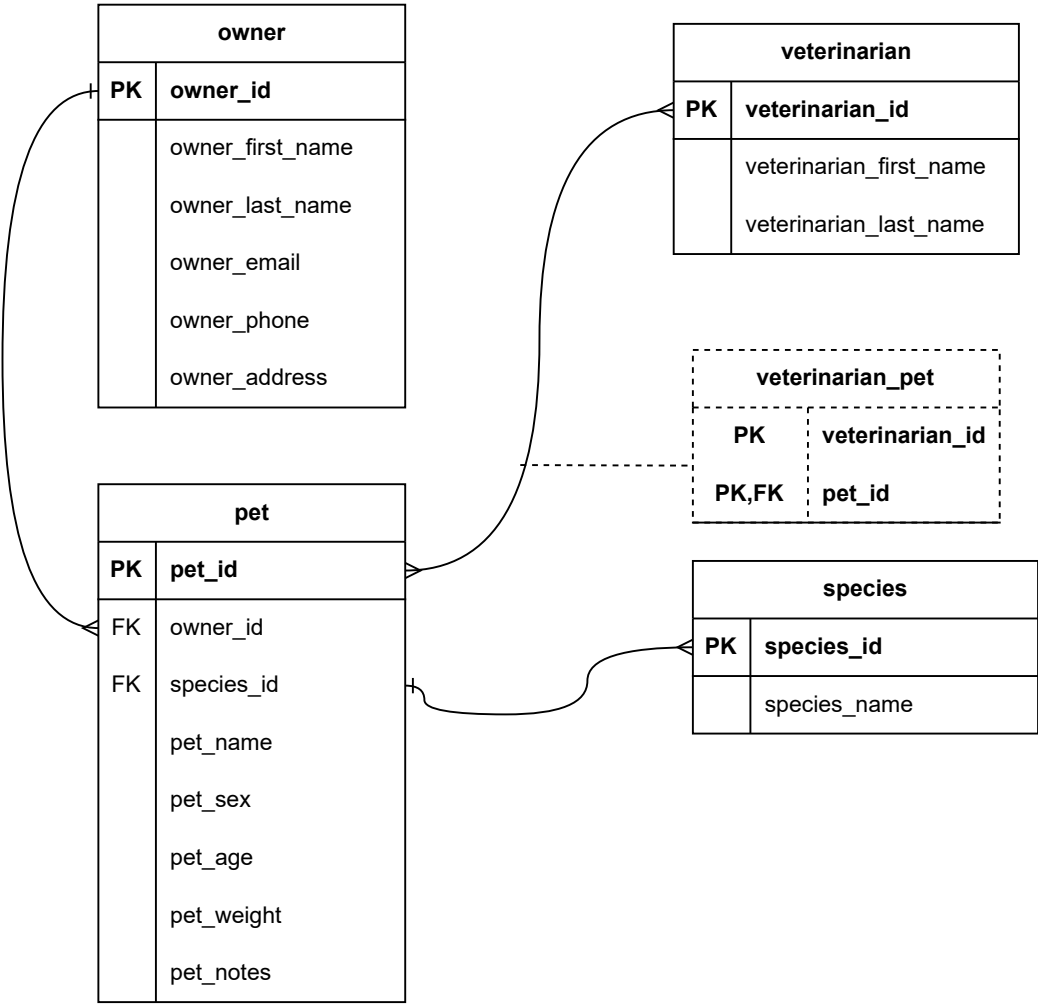 owner
PK owner_id
owner_first_name
owner_last_name
owner_email
owner_phone
owner_address
veterinarian
PK veterinarian_id
veterinarian_first_name
veterinarian_last_name
veterinarian_pet
PK veterinarian_id
PK,FK pet_id
pet
PK pet_id
FK owner_id
FK species_id
pet_name
pet_sex
pet_age
pet_weight
pet_notes
species
PK species_id
species_name